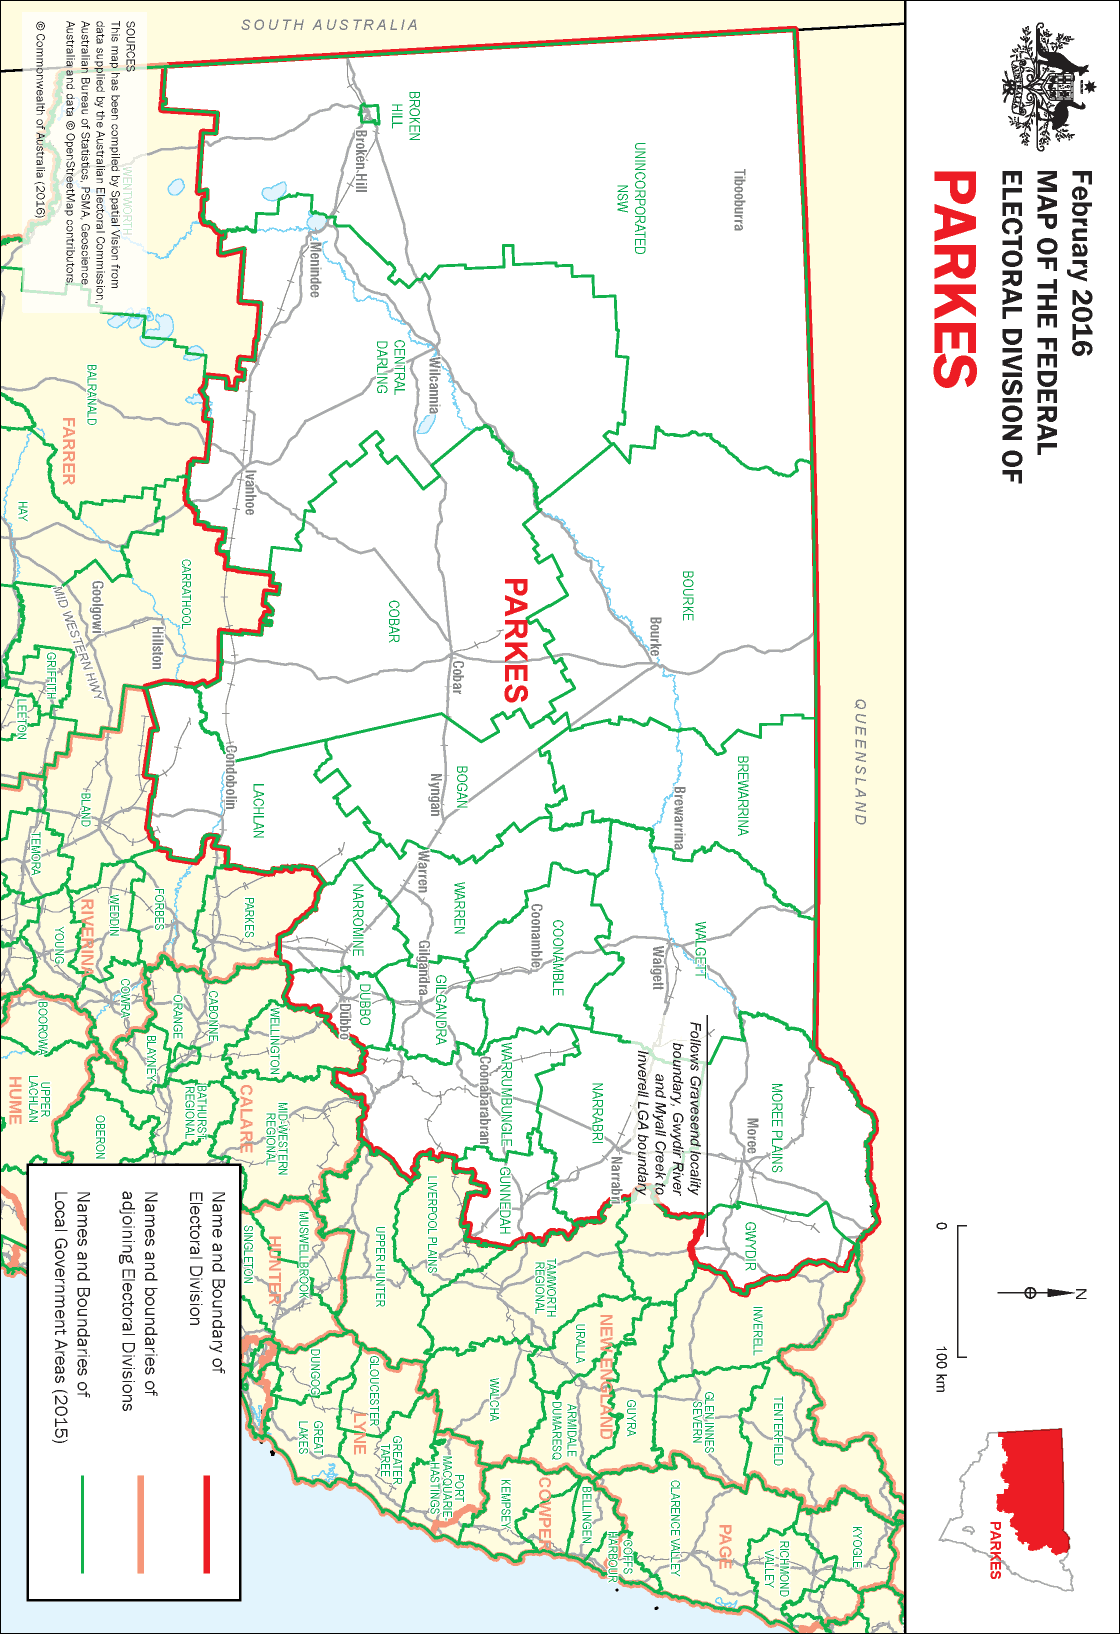 February 2016
MAP OF THE FEDERAL
ELECTORAL DIVISION OF
PARKES
N
0
100 km
PARKES
QUEENSLAND
SOUTH AUSTRALIA
Tibooburra
UNINCORPORATED
NSW
BROKEN
HILL
Broken Hill
Menindee
CENTRAL
DARLING
Wilcannia
Ivanhoe
BOURKE
Bourke
PARKES
COBAR
Cobar
BREWARRINA
Brewarrina
BOGAN
Nyngan
LACHLAN
Condobolin
WALGETT
Walgett
COONAMBLE
Coonamble
WARREN
Warren
NARROMINE
GILGANDRA
Gilgandra
DUBBO
Dubbo
WARRUMBUNGLE
Coonabarabran
NARRABRI
Narrabri
MOREE PLAINS
Moree
GUNNEDAH
GWYDIR
Follows Gravesend locality
boundary, Gwydir River
and Myall Creek to
Inverell LGA boundary
WENTWORTH
BALRANALD
FARRER
HAY
CARRATHOOL
Goolgowi
Hillston
MID WESTERN HWY
GRIFFITH
LEETON
BLAND
TEMORA
RIVERINA
WEDDIN
FORBES
YOUNG
PARKES
COWRA
BOOROWA
ORANGE
CABONNE
BLAYNEY
WELLINGTON
CALARE
MID-WESTERN
REGIONAL
BATHURST
REGIONAL
OBERON
UPPER
LACHLAN
HUME
LIVERPOOL PLAINS
UPPER HUNTER
MUSWELLBROOK
HUNTER
SINGLETON
TAMWORTH
REGIONAL
NEW ENGLAND
INVERELL
URALLA
GUYRA
ARMIDALE
DUMARESQ
WALCHA
GLEN INNES
SEVERN
TENTERFIELD
DUNGOG
GLOUCESTER
LYNE
GREAT
LAKES
GREATER
TAREE
PORT
MACQUARIE
HASTINGS
KEMPSEY
COWPER
BELLINGEN
COFFS
HARBOUR
CLARENCE VALLEY
PAGE
RICHMOND
VALLEY
KYOGLE
SOURCES
This map has been compiled by Spatial Vision from
data supplied by the Australian Electoral Commission,
Australian Bureau of Statistics, PSMA, Geoscience
Australia and data © OpenStreetMap contributors.
© Commonwealth of Australia (2016)
Name and Boundary of
Electoral Division
Names and boundaries of
adjoining Electoral Divisions
Names and Boundaries of
Local Government Areas (2015)